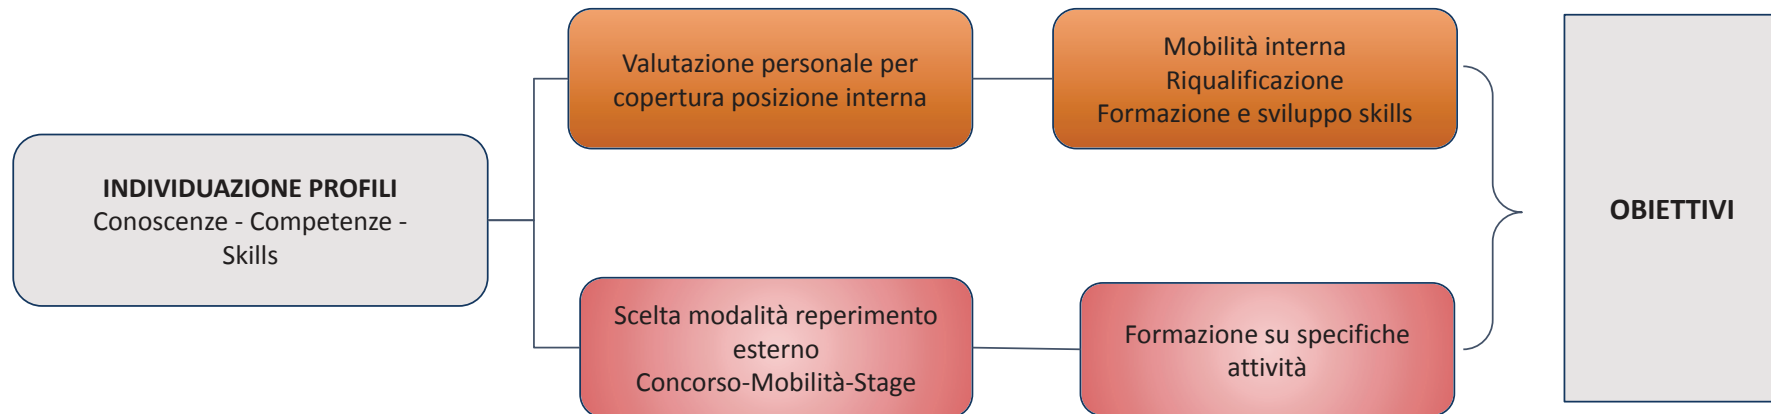 INDIVIDUAZIONE PROFILI
Conoscenze - Competenze -
Skills
Valutazione personale per
copertura posizione interna
Mobilità interna
Riqualificazione
Formazione e sviluppo skills
Scelta modalità reperimento
esterno
Concorso-Mobilità-Stage
Formazione su specifiche
attività
OBIETTIVI